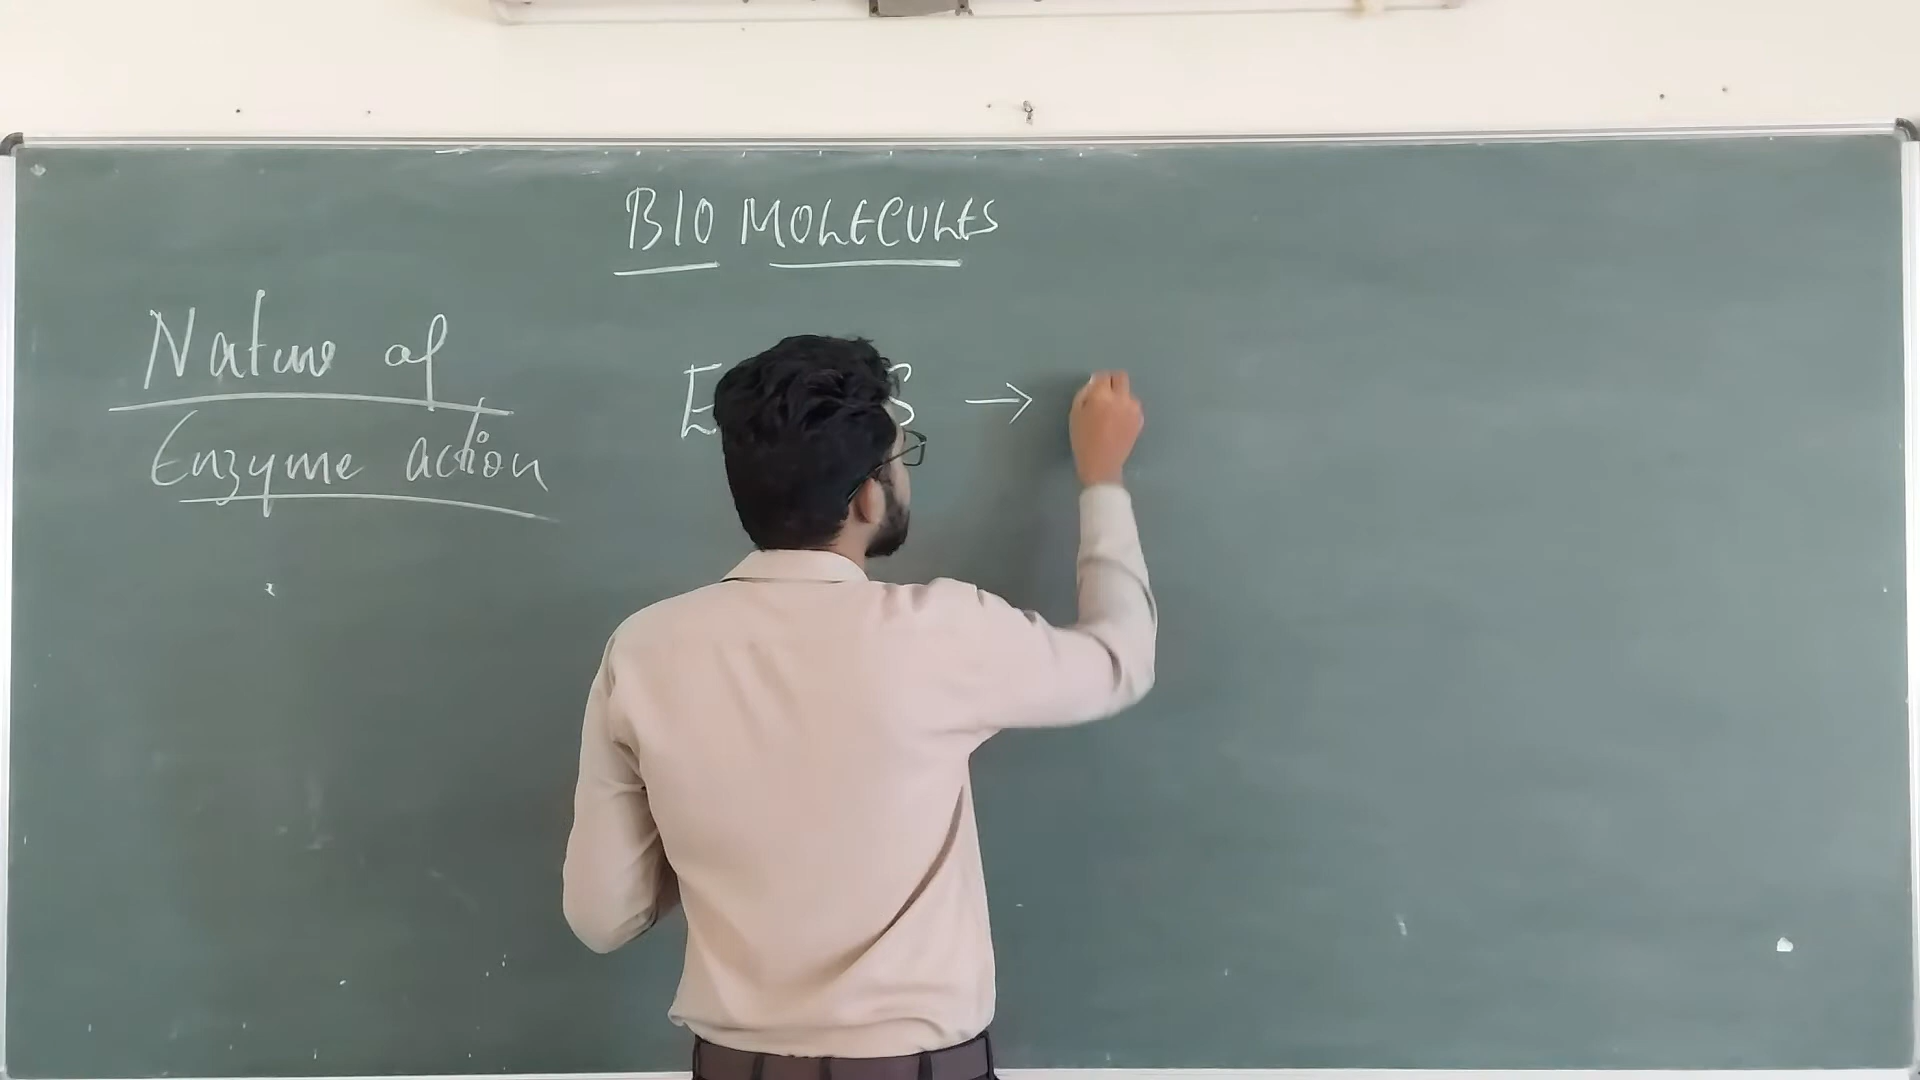 BIO MOLECULES
Nature of
Enzyme action
E S →